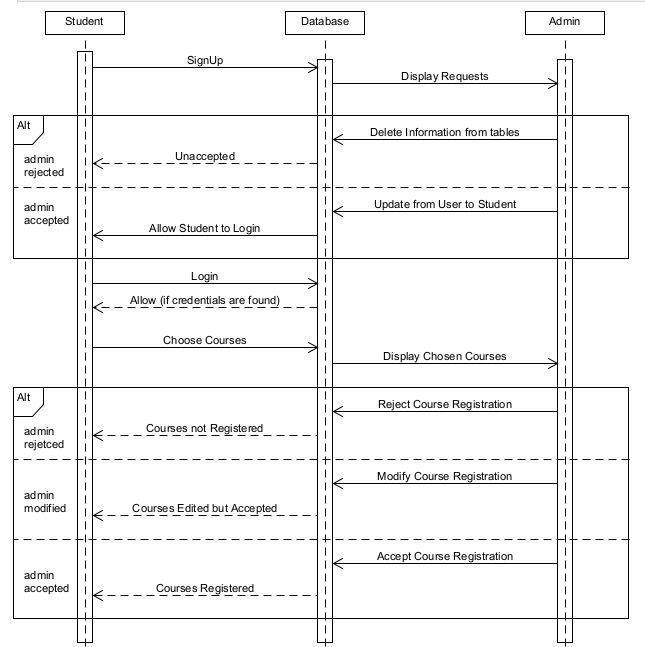 Student
Database
Admin
SignUp
Display Requests
Alt
Delete Information from tables
admin
rejected
Unaccepted
admin
accepted
Update from User to Student
Allow Student to Login
Login
Allow (if credentials are found)
Choose Courses
Display Chosen Courses
Alt
Reject Course Registration
admin
rejetced
Courses not Registered
Modify Course Registration
admin
modified
Courses Edited but Accepted
Accept Course Registration
admin
accepted
Courses Registered